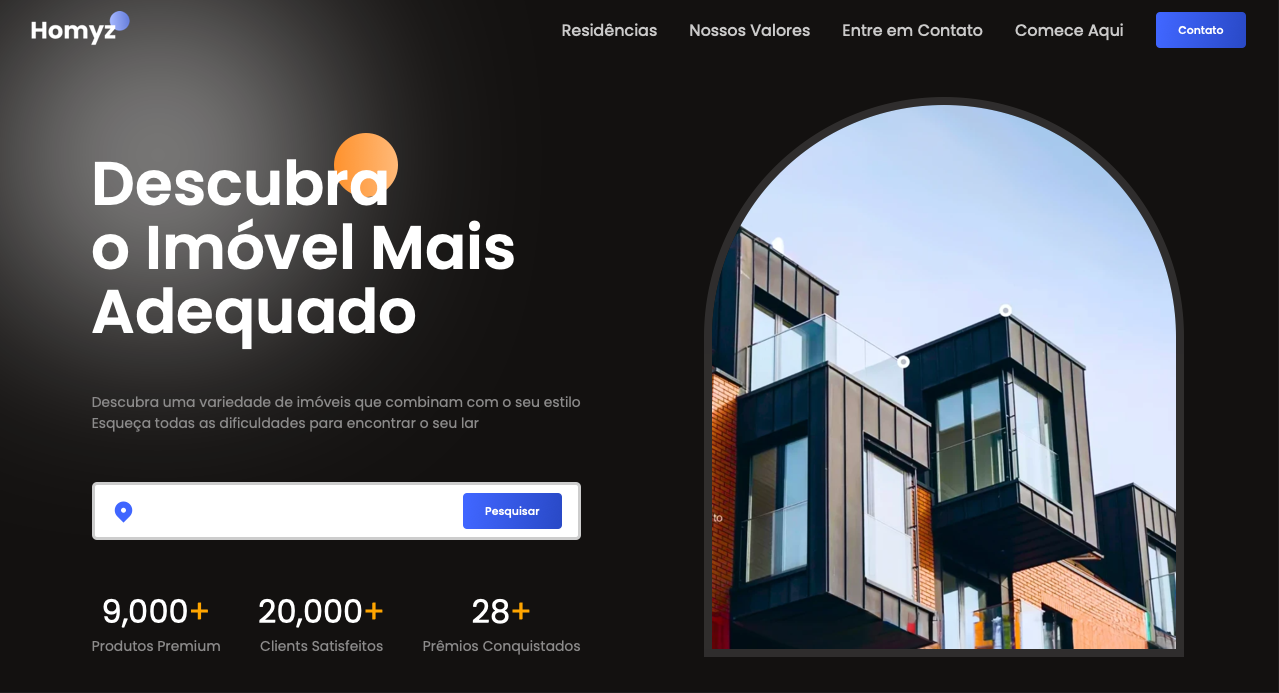 Homyz
Residências
Nossos Valores
Entre em Contato
Comece Aqui
Contato
Descubra
o Imóvel Mais
Adequado
Descubra uma variedade de imóveis que combinam com o seu estilo
Esqueça todas as dificuldades para encontrar o seu lar
Pesquisar
9,000+
20,000+
28+
Produtos Premium
Clients Satisfeitos
Prêmios Conquistados
to